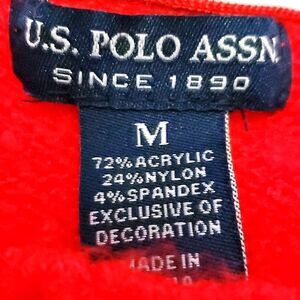 U.S. POLO ASSN.
SINCE 1890
M
72% ACRYLIC
24% NYLON
4% SPANDEX
EXCLUSIVE OF
DECORATION
MADE IN